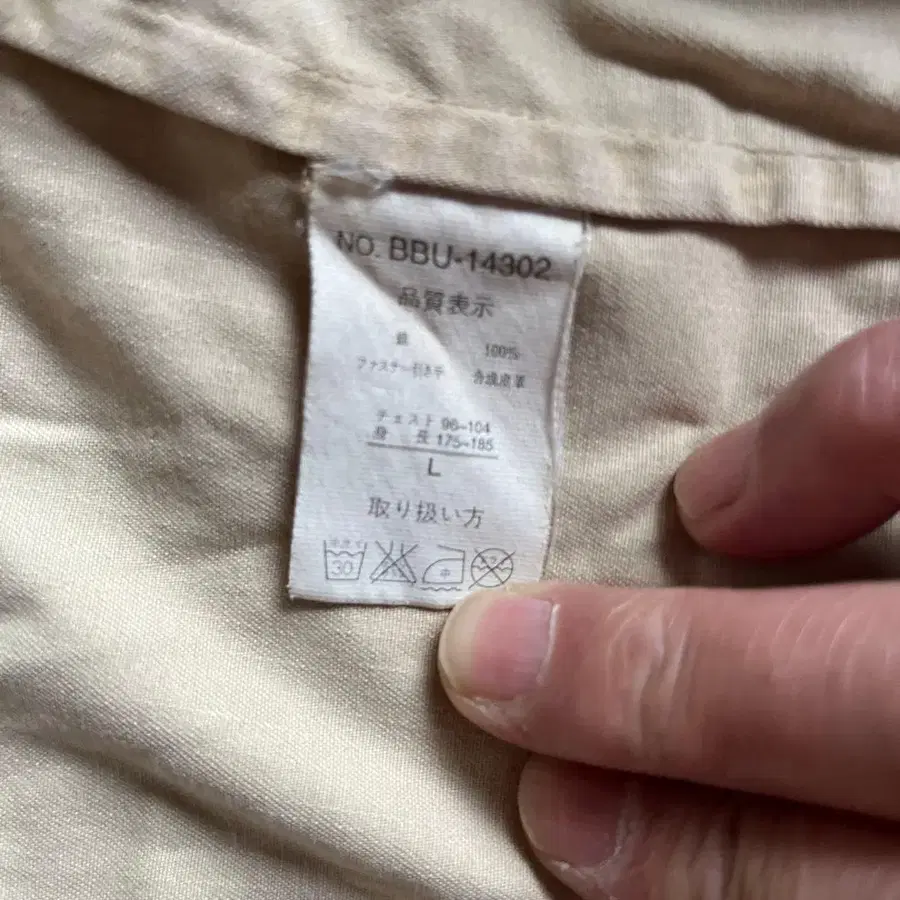 NO. BBU-14302
品質表示
綿 100%
ファスナー引き手 合成皮革
チェスト 96~104
身 長 175~185
L
取り扱い方
30 中